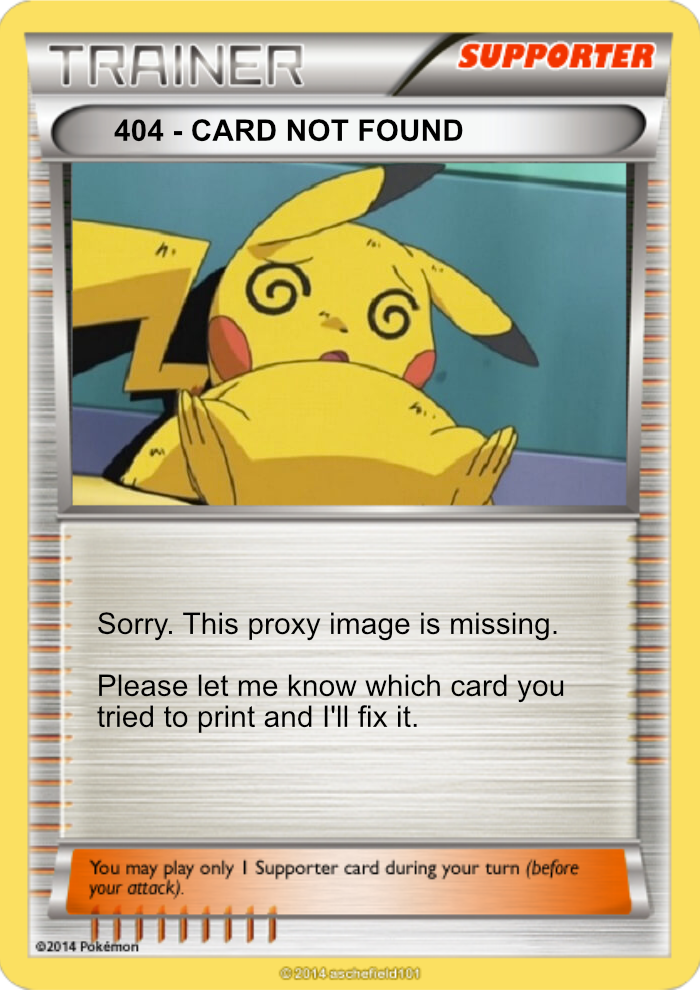 TRAINER
SUPPORTER
404 - CARD NOT FOUND
Sorry. This proxy image is missing.
Please let me know which card you
tried to print and I'll fix it.
You may play only 1 Supporter card during your turn (before
your attack).
©2014 Pokémon
©2014 aschefield101